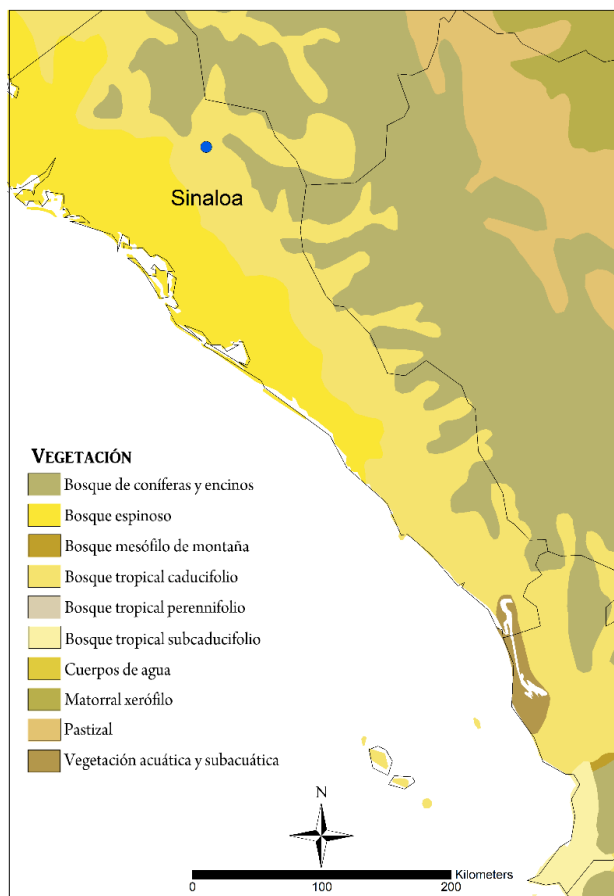 Sinaloa
VEGETACIÓN
Bosque de coníferas y encinos
Bosque espinoso
Bosque mesófilo de montaña
Bosque tropical caducifolio
Bosque tropical perennifolio
Bosque tropical subcaducifolio
Cuerpos de agua
Matorral xerófilo
Pastizal
Vegetación acuática y subacuática
N
Kilometers
0 100 200